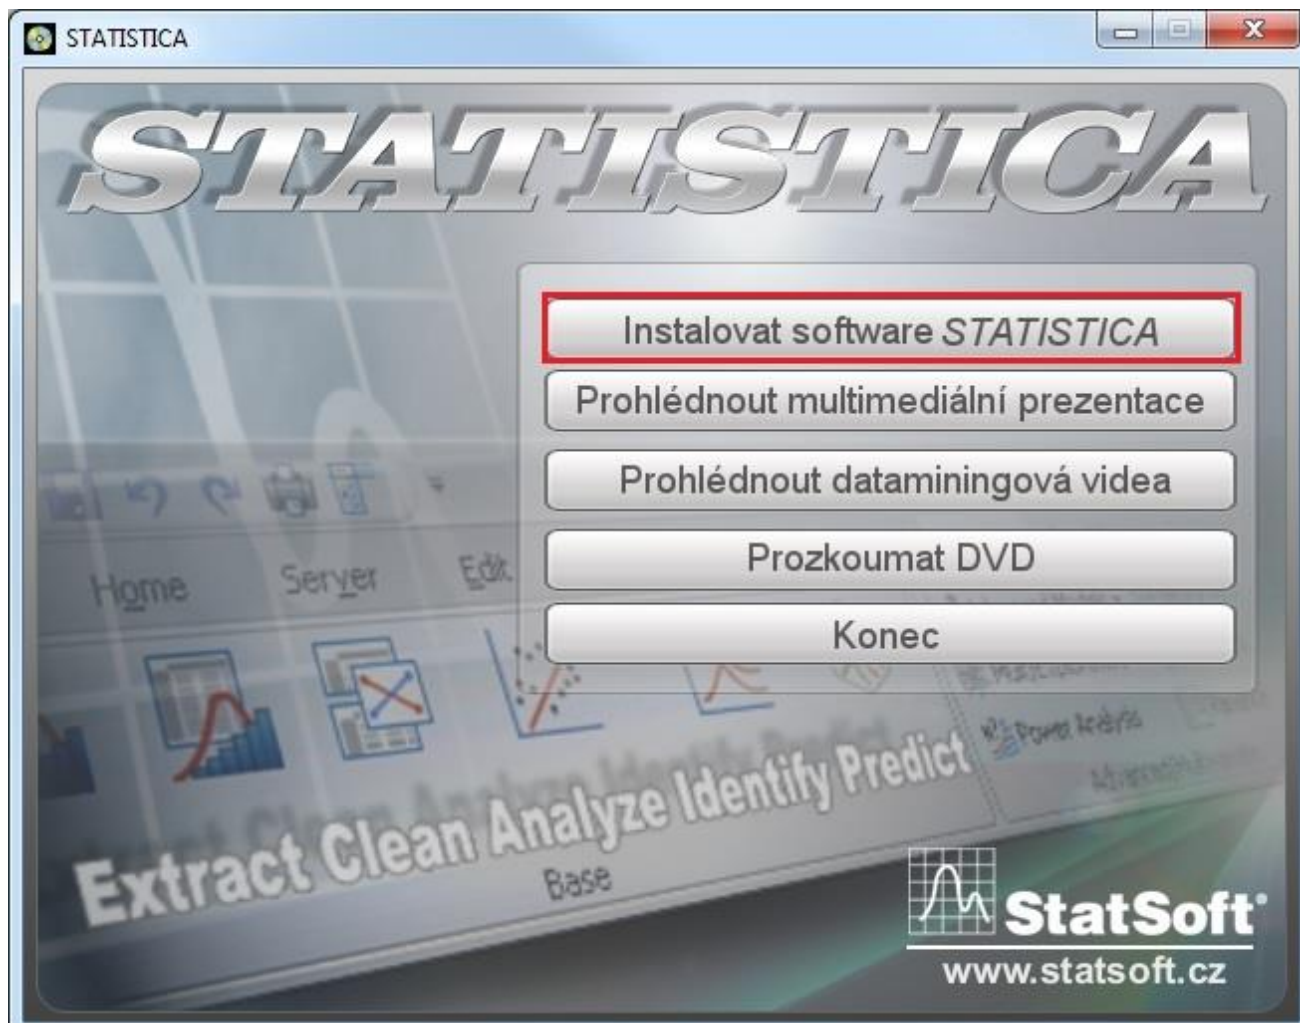 STATISTICA
STATISTICA
Instalovat software STATISTICA
Prohlédnout multimediální prezentace
Prohlédnout dataminingová videa
Prozkoumat DVD
Konec
Home Server Edit
Power Analysis
Extract Clean Analyze Identify Predict
Base
StatSoft®
www.statsoft.cz